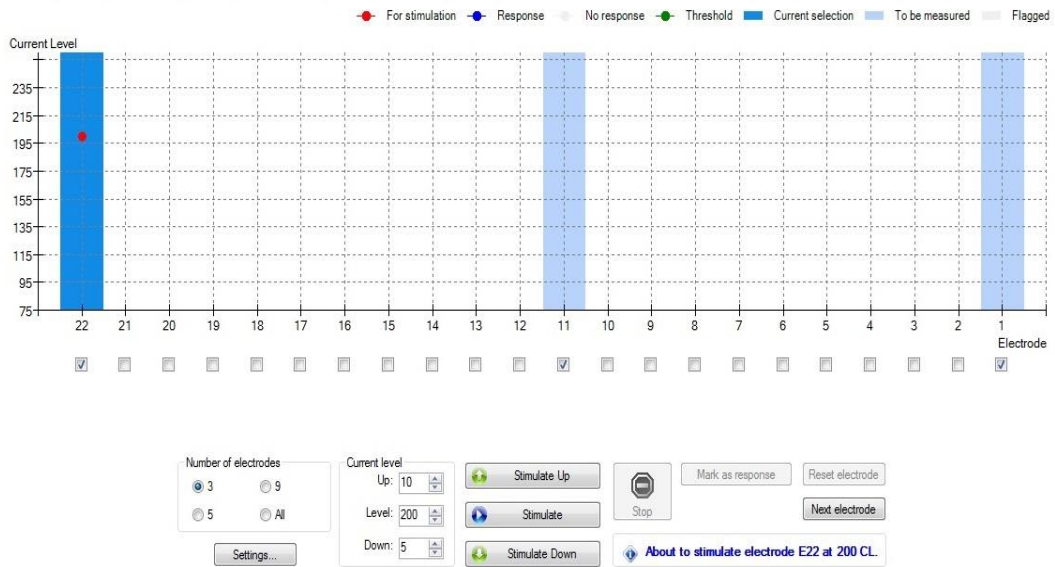 For stimulation Response No response Threshold Current selection To be measured Flagged
Current Level
235
215
195
175
155
135
115
95
75
22 21 20 19 18 17 16 15 14 13 12 11 10 9 8 7 6 5 4 3 2 1
Electrode
Number of electrodes
3 9
5 All
Settings...
Current level
Up: 10
Level: 200
Down: 5
Stimulate Up
Stimulate
Stimulate Down
Stop
Mark as response
Reset electrode
Next electrode
About to stimulate electrode E22 at 200 CL.